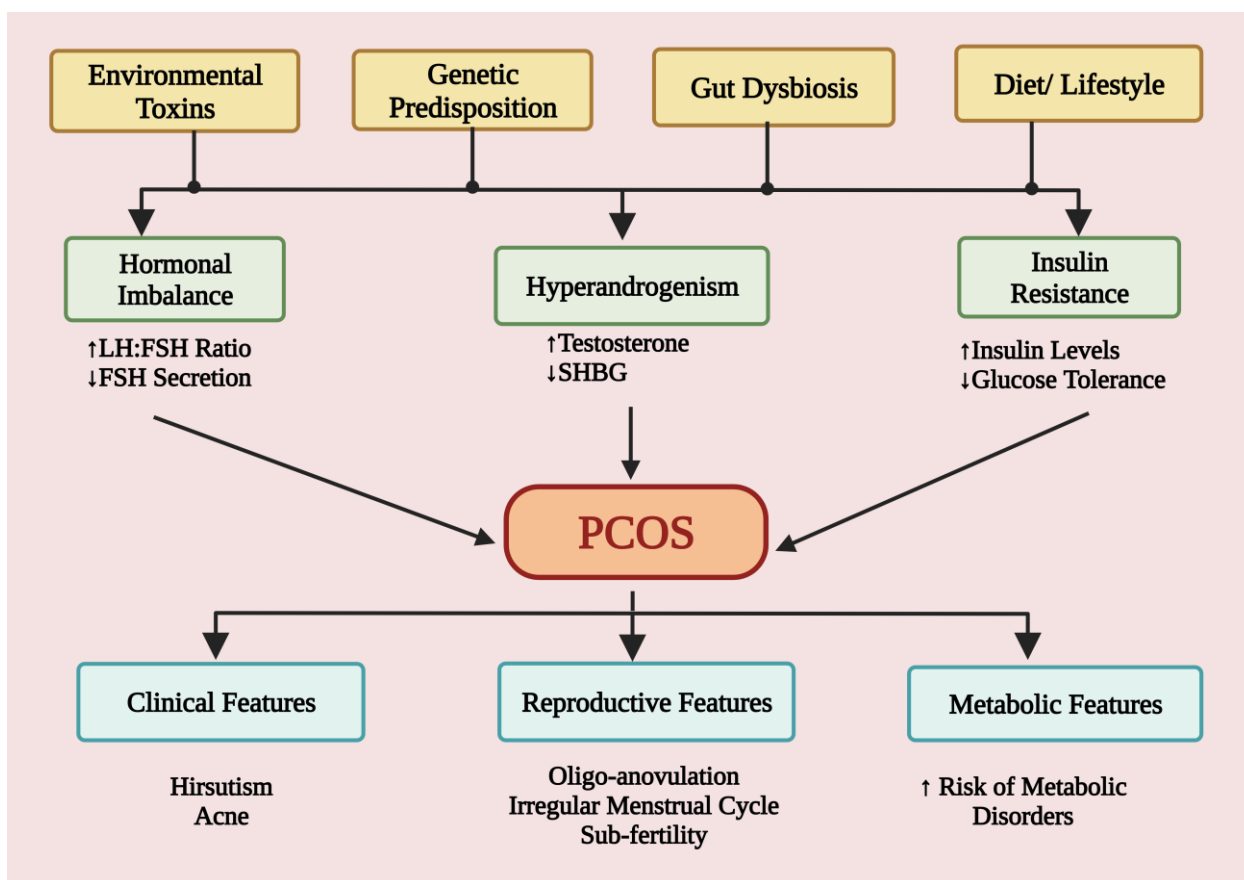 Environmental
Toxins
Genetic
Predisposition
Gut Dysbiosis
Diet/ Lifestyle
Hormonal
Imbalance
↑LH:FSH Ratio
↓FSH Secretion
Hyperandrogenism
↑Testosterone
↓SHBG
Insulin
Resistance
↑Insulin Levels
↓Glucose Tolerance
PCOS
Clinical Features
Hirsutism
Acne
Reproductive Features
Oligo-anovulation
Irregular Menstrual Cycle
Sub-fertility
Metabolic Features
↑ Risk of Metabolic
Disorders